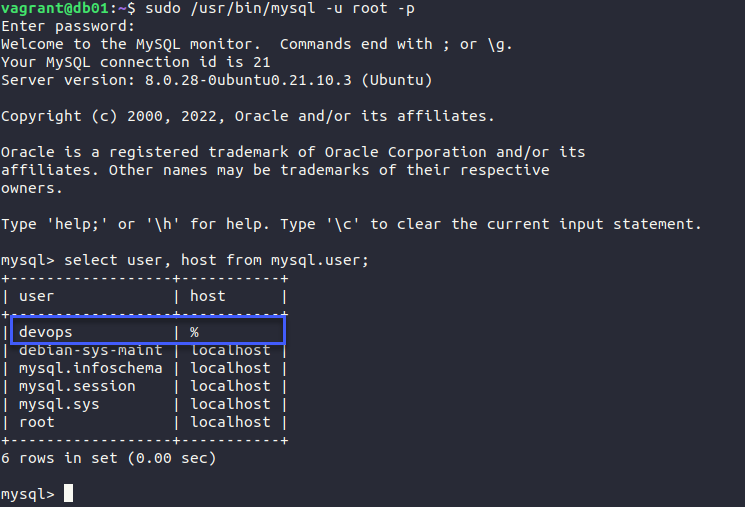 vagrant@db01:~$ sudo /usr/bin/mysql -u root -p
Enter password:
Welcome to the MySQL monitor.  Commands end with ; or \g.
Your MySQL connection id is 21
Server version: 8.0.28-0ubuntu0.21.10.3 (Ubuntu)

Copyright (c) 2000, 2022, Oracle and/or its affiliates.

Oracle is a registered trademark of Oracle Corporation and/or its
affiliates. Other names may be trademarks of their respective
owners.

Type 'help;' or '\h' for help. Type '\c' to clear the current input statement.

mysql> select user, host from mysql.user;
+------------------+-----------+
| user             | host      |
+------------------+-----------+
| devops           | %         |
| debian-sys-maint | localhost |
| mysql.infoschema | localhost |
| mysql.session    | localhost |
| mysql.sys        | localhost |
| root             | localhost |
+------------------+-----------+
6 rows in set (0.00 sec)

mysql>